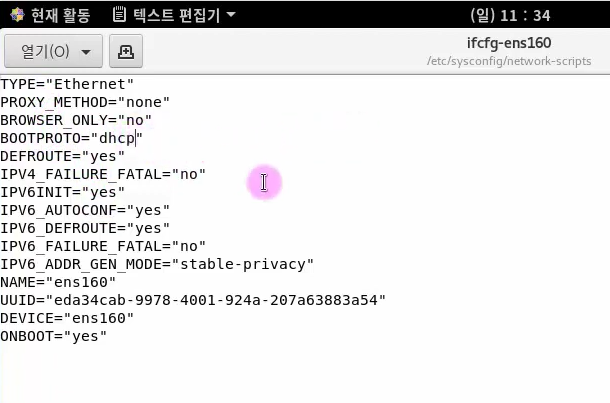 현재 활동 텍스트 편집기 (일) 11 : 34
열기(O) ifcfg-ens160
/etc/sysconfig/network-scripts
TYPE="Ethernet"
PROXY_METHOD="none"
BROWSER_ONLY="no"
BOOTPROTO="dhcp"
DEFROUTE="yes"
IPV4_FAILURE_FATAL="no"
IPV6INIT="yes"
IPV6_AUTOCONF="yes"
IPV6_DEFROUTE="yes"
IPV6_FAILURE_FATAL="no"
IPV6_ADDR_GEN_MODE="stable-privacy"
NAME="ens160"
UUID="eda34cab-9978-4001-924a-207a63883a54"
DEVICE="ens160"
ONBOOT="yes"